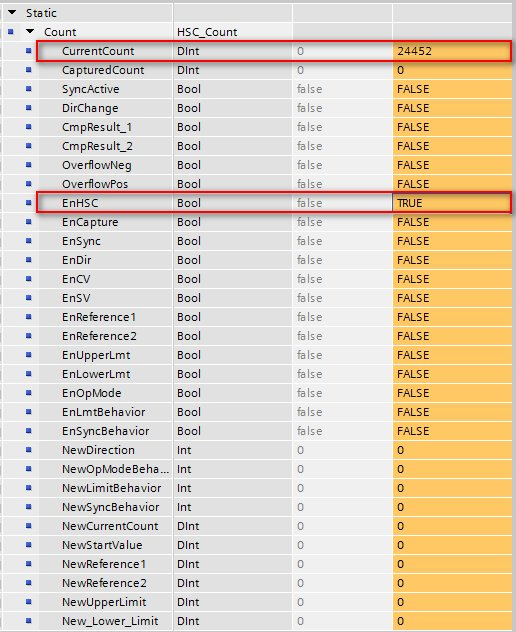 Static
Count HSC_Count
CurrentCount DInt 0 24452
CapturedCount DInt 0 0
SyncActive Bool false FALSE
DirChange Bool false FALSE
CmpResult_1 Bool false FALSE
CmpResult_2 Bool false FALSE
OverflowNeg Bool false FALSE
OverflowPos Bool false FALSE
EnHSC Bool false TRUE
EnCapture Bool false FALSE
EnSync Bool false FALSE
EnDir Bool false FALSE
EnCV Bool false FALSE
EnSV Bool false FALSE
EnReference1 Bool false FALSE
EnReference2 Bool false FALSE
EnUpperLmt Bool false FALSE
EnLowerLmt Bool false FALSE
EnOpMode Bool false FALSE
EnLmtBehavior Bool false FALSE
EnSyncBehavior Bool false FALSE
NewDirection Int 0 0
NewOpModeBeha... Int 0 0
NewLimitBehavior Int 0 0
NewSyncBehavior Int 0 0
NewCurrentCount DInt 0 0
NewStartValue DInt 0 0
NewReference1 DInt 0 0
NewReference2 DInt 0 0
NewUpperLimit DInt 0 0
New_Lower_Limit DInt 0 0